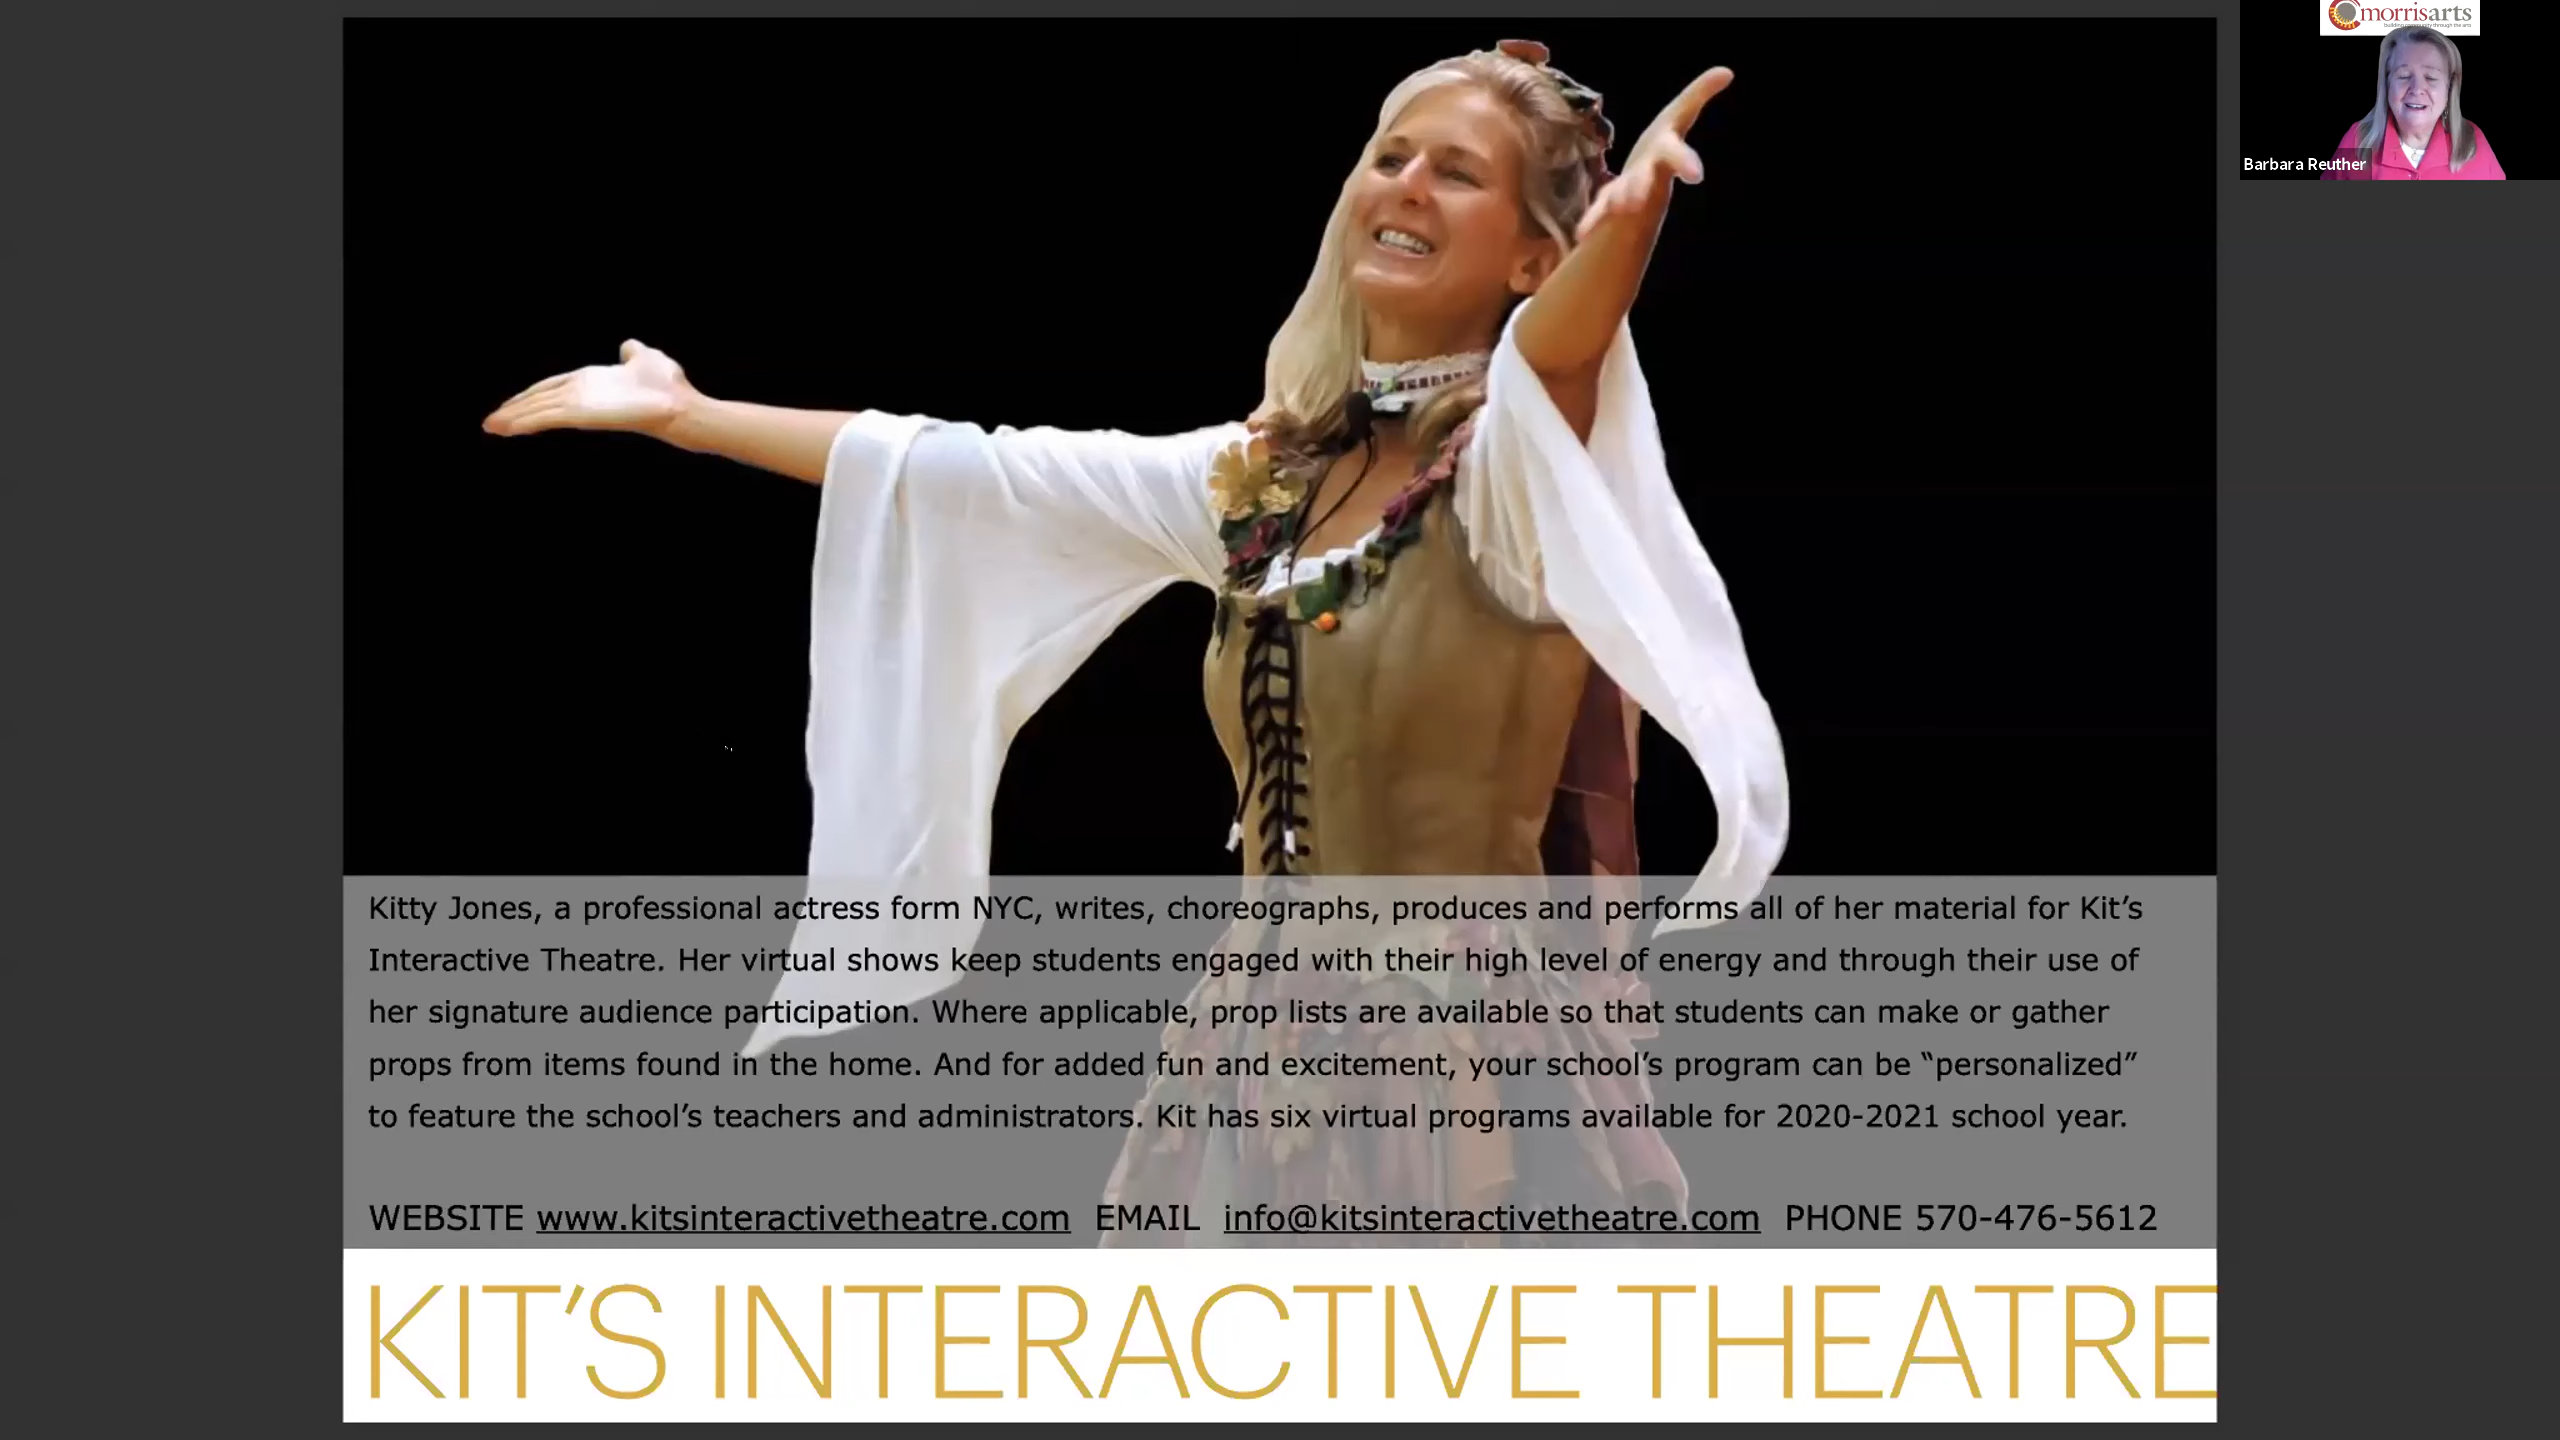 morrisarts
building community through the arts
Barbara Reuther
Kitty Jones, a professional actress form NYC, writes, choreographs, produces and performs all of her material for Kit’s
Interactive Theatre. Her virtual shows keep students engaged with their high level of energy and through their use of
her signature audience participation. Where applicable, prop lists are available so that students can make or gather
props from items found in the home. And for added fun and excitement, your school’s program can be “personalized”
to feature the school’s teachers and administrators. Kit has six virtual programs available for 2020-2021 school year.
WEBSITE www.kitsinteractivetheatre.com EMAIL info@kitsinteractivetheatre.com PHONE 570-476-5612
KIT’S INTERACTIVE THEATRE